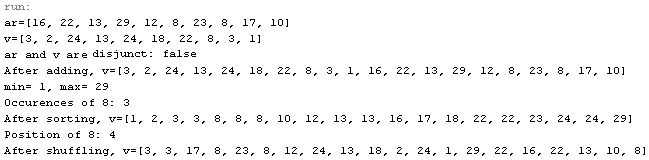 run:
ar=[16, 22, 13, 29, 12, 8, 23, 8, 17, 10]
v=[3, 2, 24, 13, 24, 18, 22, 8, 3, 1]
ar and v are disjunct: false
After adding, v=[3, 2, 24, 13, 24, 18, 22, 8, 3, 1, 16, 22, 13, 29, 12, 8, 23, 8, 17, 10]
min= 1, max= 29
Occurences of 8: 3
After sorting, v=[1, 2, 3, 3, 8, 8, 8, 10, 12, 13, 13, 16, 17, 18, 22, 22, 23, 24, 24, 29]
Position of 8: 4
After shuffling, v=[3, 3, 17, 8, 23, 8, 12, 24, 13, 18, 2, 24, 1, 29, 22, 16, 22, 13, 10, 8]